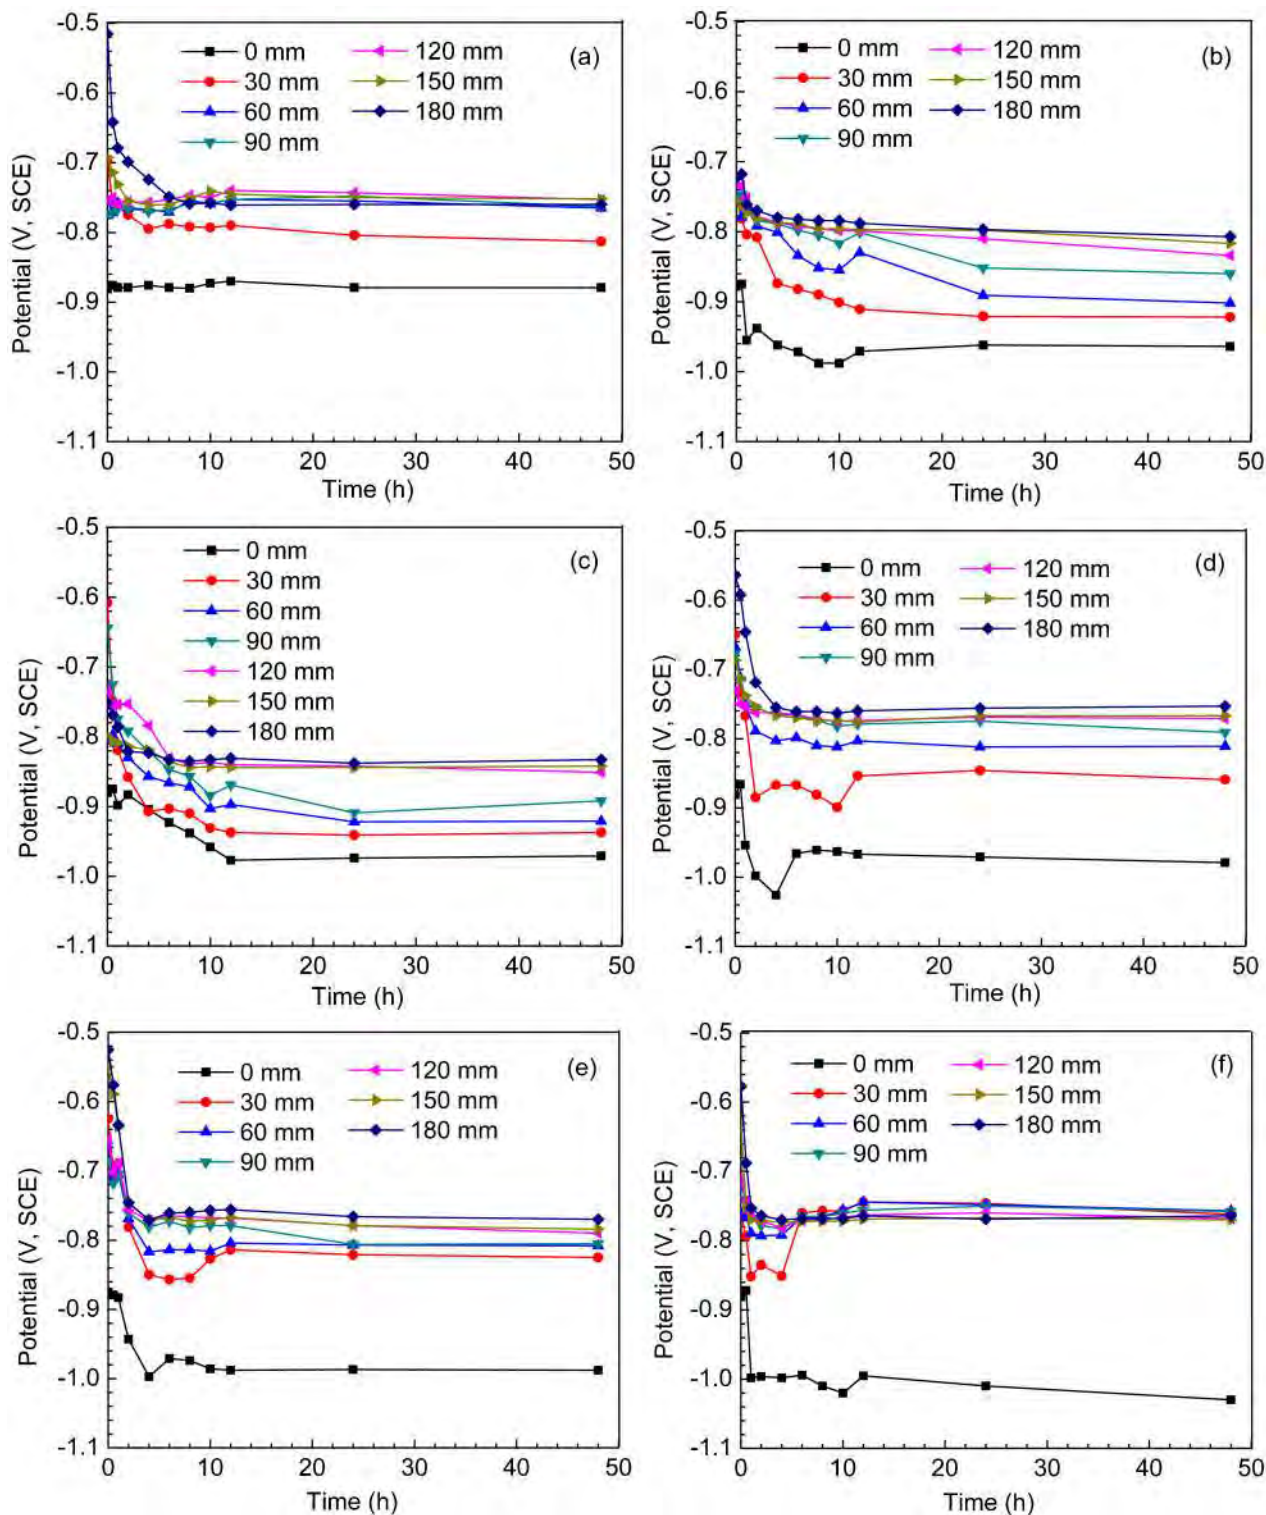 -0.5
-0.6
-0.7
-0.8
-0.9
-1.0
-1.1
Potential (V, SCE)
0 mm
30 mm
60 mm
90 mm
120 mm
150 mm
180 mm
(a)
0 10 20 30 40 50
Time (h)
-0.5
-0.6
-0.7
-0.8
-0.9
-1.0
-1.1
Potential (V, SCE)
0 mm
30 mm
60 mm
90 mm
120 mm
150 mm
180 mm
(b)
0 10 20 30 40 50
Time (h)
-0.5
-0.6
-0.7
-0.8
-0.9
-1.0
-1.1
Potential (V, SCE)
0 mm
30 mm
60 mm
90 mm
120 mm
150 mm
180 mm
(c)
0 10 20 30 40 50
Time (h)
-0.5
-0.6
-0.7
-0.8
-0.9
-1.0
-1.1
Potential (V, SCE)
0 mm
30 mm
60 mm
90 mm
120 mm
150 mm
180 mm
(d)
0 10 20 30 40 50
Time (h)
-0.5
-0.6
-0.7
-0.8
-0.9
-1.0
-1.1
Potential (V, SCE)
0 mm
30 mm
60 mm
90 mm
120 mm
150 mm
180 mm
(e)
0 10 20 30 40 50
Time (h)
-0.5
-0.6
-0.7
-0.8
-0.9
-1.0
-1.1
Potential (V, SCE)
0 mm
30 mm
60 mm
90 mm
120 mm
150 mm
180 mm
(f)
0 10 20 30 40 50
Time (h)